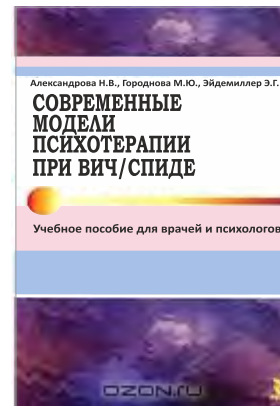 Александрова Н.В., Городнова М.Ю., Эйдемиллер Э.Г.
СОВРЕМЕННЫЕ
МОДЕЛИ
ПСИХОТЕРАПИИ
ПРИ ВИЧ/СПИДЕ
Учебное пособие для врачей и психологов
OZON.RU